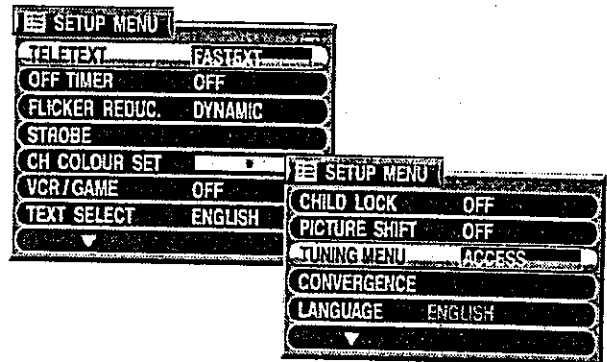 SETUP MENU
TELETEXT FASTEXT
OFF TIMER OFF
FLICKER REDUC. DYNAMIC
STROBE
CH COLOUR SET
VCR / GAME OFF
TEXT SELECT ENGLISH
SETUP MENU
CHILD LOCK OFF
PICTURE SHIFT OFF
TUNING MENU ACCESS
CONVERGENCE
LANGUAGE ENGLISH